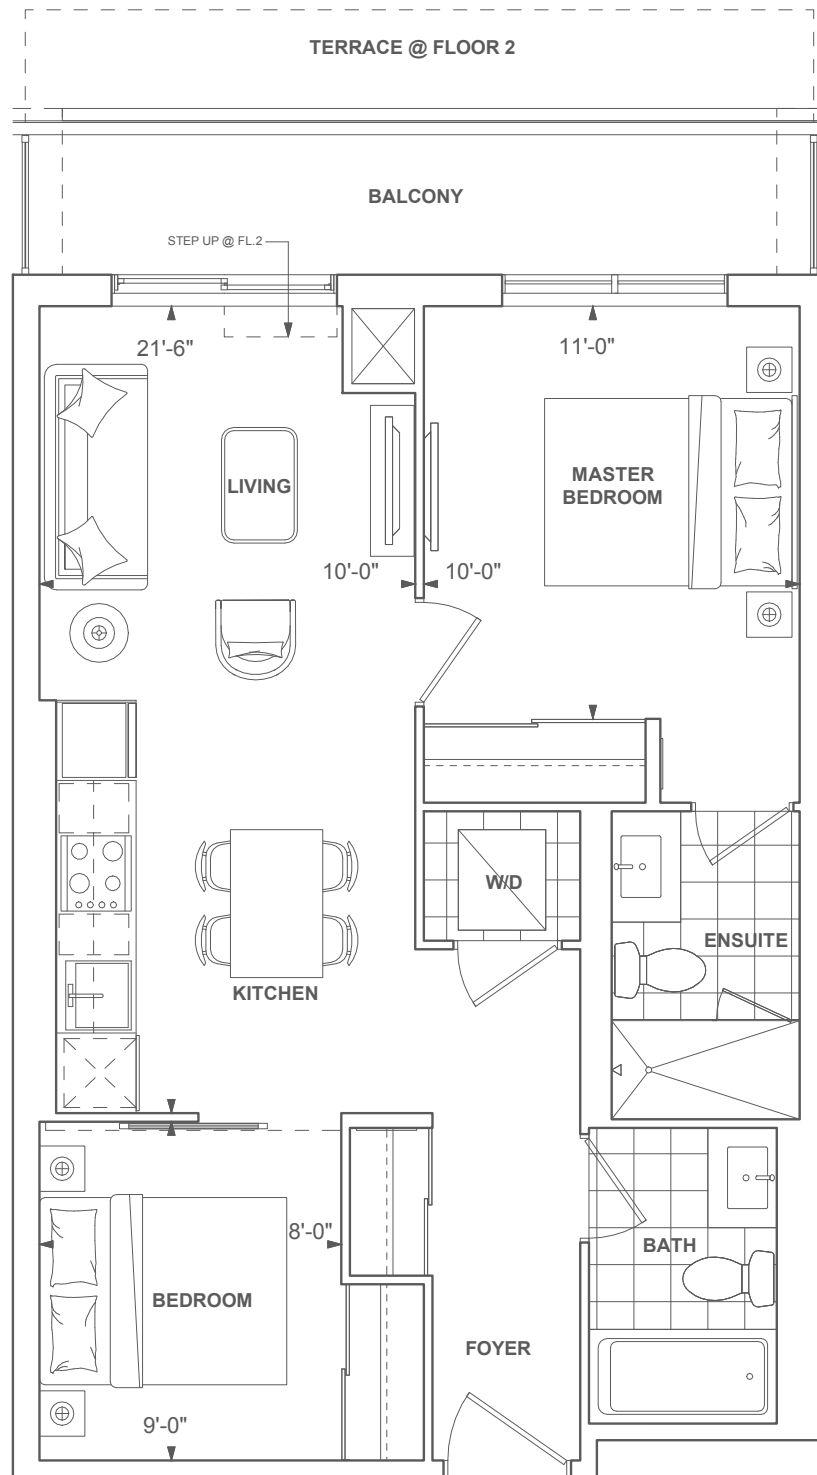 TERRACE @ FLOOR 2
BALCONY
STEP UP @ FL.2
21'-6"
11'-0"
LIVING
MASTER
BEDROOM
10'-0"
10'-0"
W/D
ENSUITE
KITCHEN
8'-0"
BATH
BEDROOM
FOYER
9'-0"